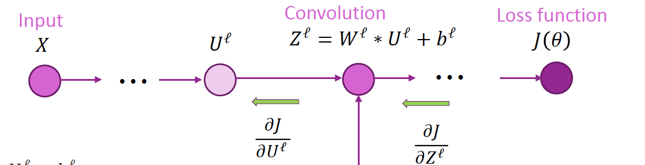 Input Convolution Loss function
X U^ℓ Z^ℓ = W^ℓ * U^ℓ + b^ℓ J(θ)
... ...
∂J/∂U^ℓ ∂J/∂Z^ℓ